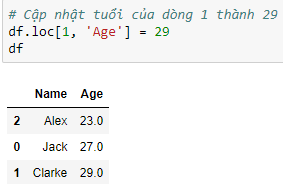 # Cập nhật tuổi của dòng 1 thành 29
df.loc[1, 'Age'] = 29
df
Name Age
2 Alex 23.0
0 Jack 27.0
1 Clarke 29.0